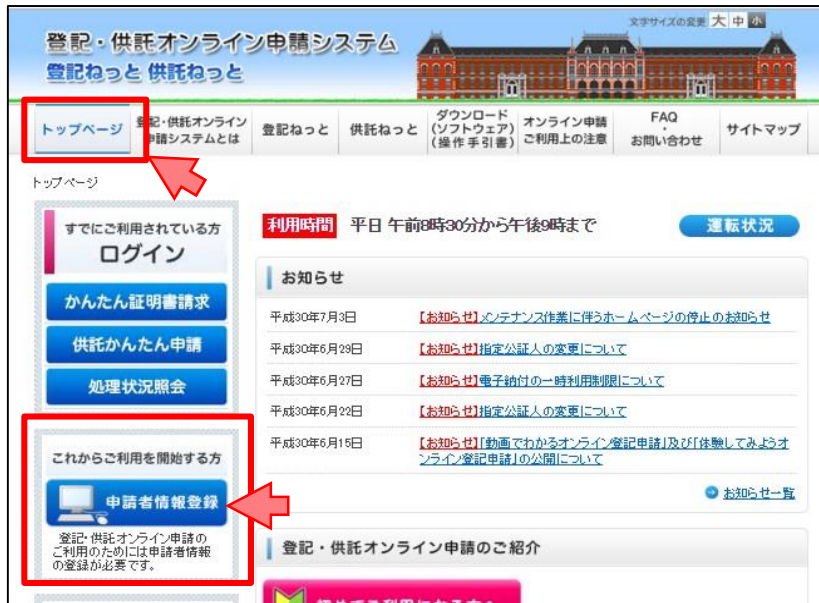 文字サイズの変更 大 中 小
登記・供託オンライン申請システム
登記ねっと 供託ねっと
トップページ
登記・供託オンライン
申請システムとは
登記ねっと
供託ねっと
ダウンロード
(ソフトウェア)
(操作手引書)
オンライン申請
ご利用上の注意
FAQ
・
お問い合わせ
サイトマップ
トップページ
すでにご利用されている方
ログイン
かんたん証明書請求
供託かんたん申請
処理状況照会
これからご利用を開始する方
申請者情報登録
登記・供託オンライン申請の
ご利用のためには申請者情報
の登録が必要です。
利用時間 平日 午前8時30分から午後9時まで
運転状況
お知らせ
平成30年7月3日 【お知らせ】メンテナンス作業に伴うホームページの停止のお知らせ
平成30年6月29日 【お知らせ】指定公証人の変更について
平成30年6月27日 【お知らせ】電子納付の一時利用制限について
平成30年6月22日 【お知らせ】指定公証人の変更について
平成30年6月15日 【お知らせ】「動画でわかるオンライン登記申請」及び「体験してみようオ
ンライン登記申請」の公開について
お知らせ一覧
登記・供託オンライン申請のご紹介
初めてご利用になる方へ